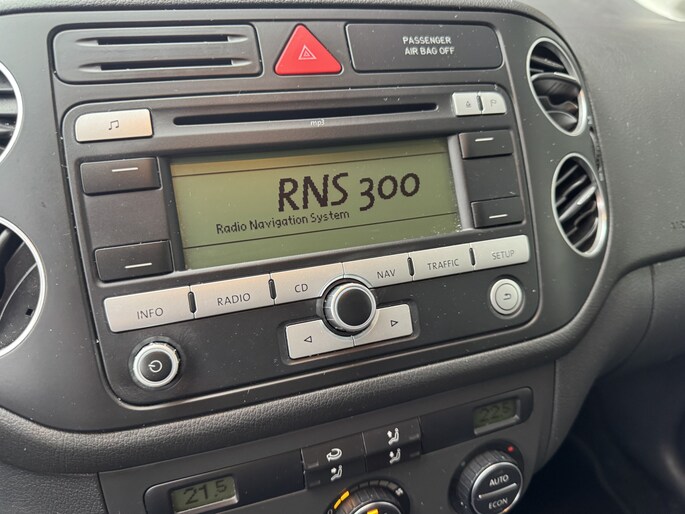 PASSENGER
AIR BAG OFF
mp3
RNS 300
Radio Navigation System
INFO
RADIO
CD
NAV
TRAFFIC
SETUP
21.5
22.5
AUTO
ECON